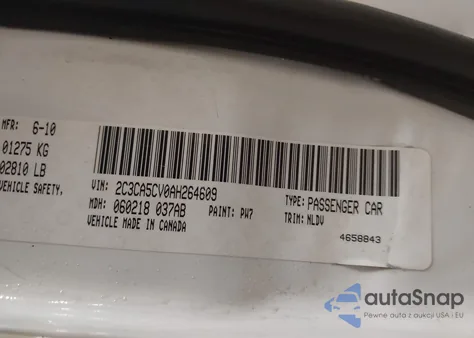 MFR: 6-10
01275 KG
02810 LB
VEHICLE SAFETY,
VIN: 2C3CA5CV0AH264609
TYPE: PASSENGER CAR
MDH: 060218 037AB
PAINT: PW7
TRIM: NLDV
VEHICLE MADE IN CANADA
4658843
autoSnap
Pewne auta z aukcji USA i EU